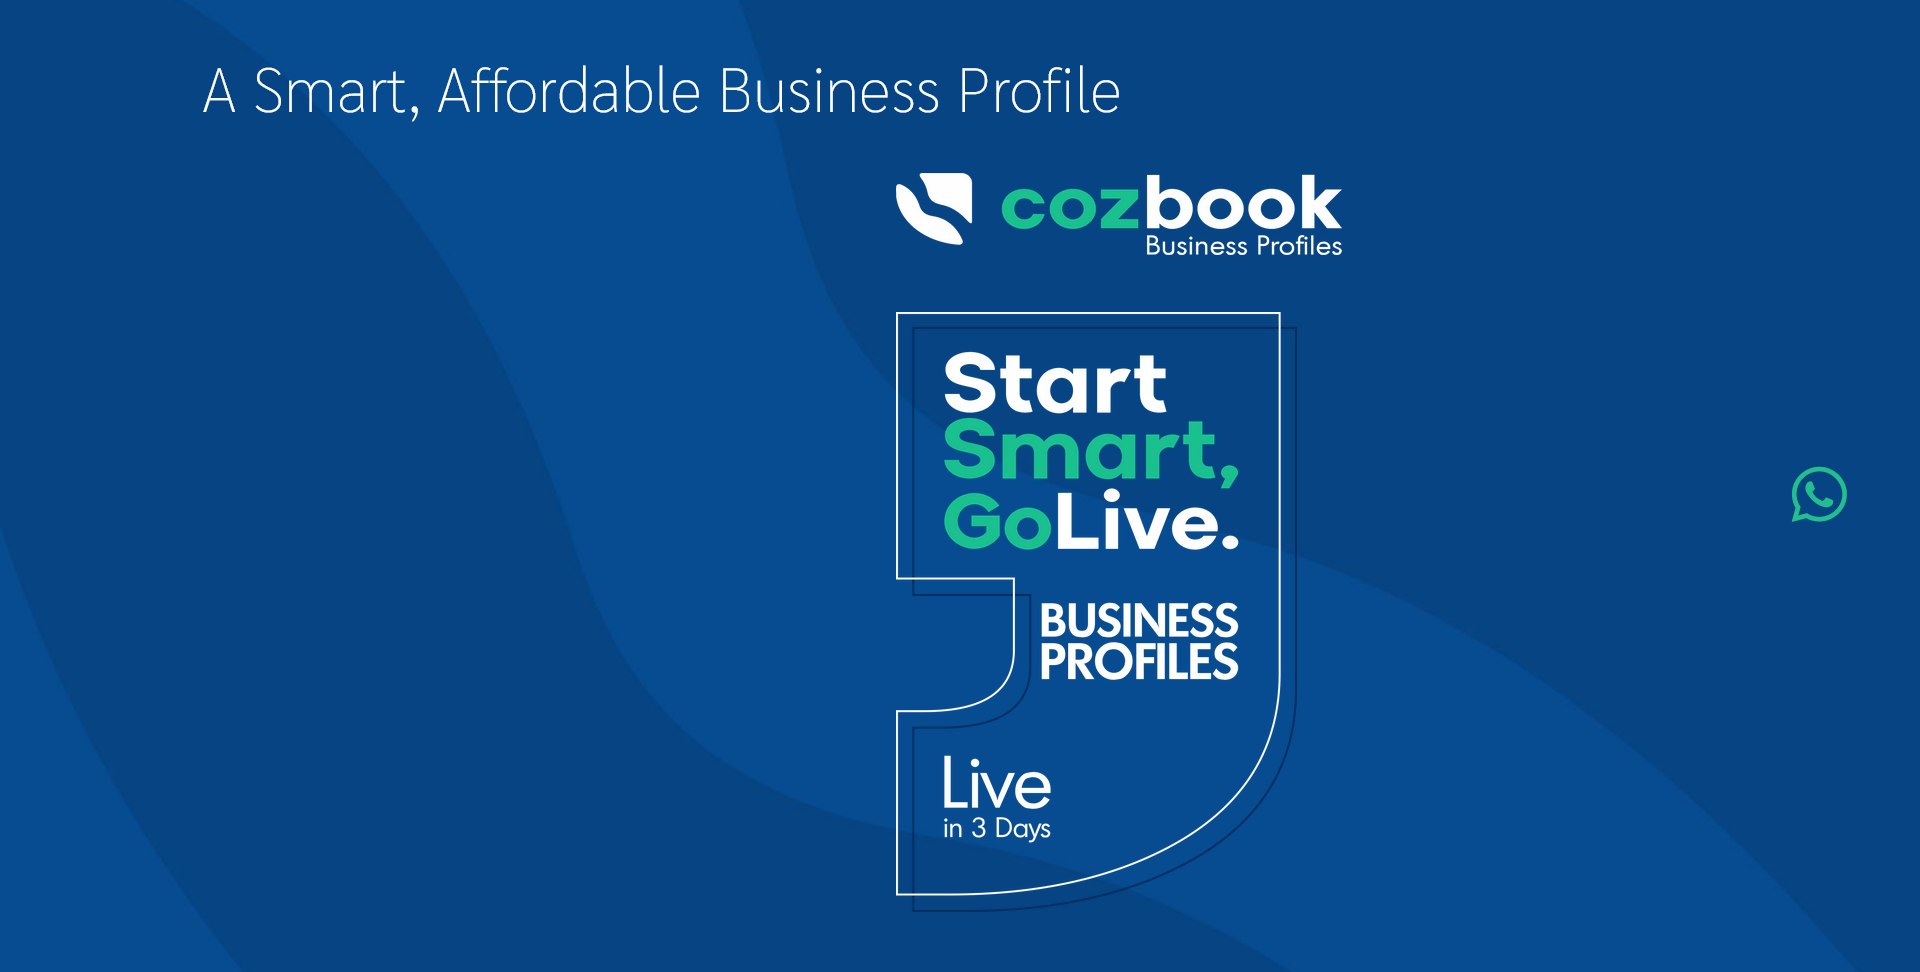 A Smart, Affordable Business Profile
cozbook
Business Profiles
Start
Smart,
GoLive.
BUSINESS
PROFILES
Live
in 3 Days